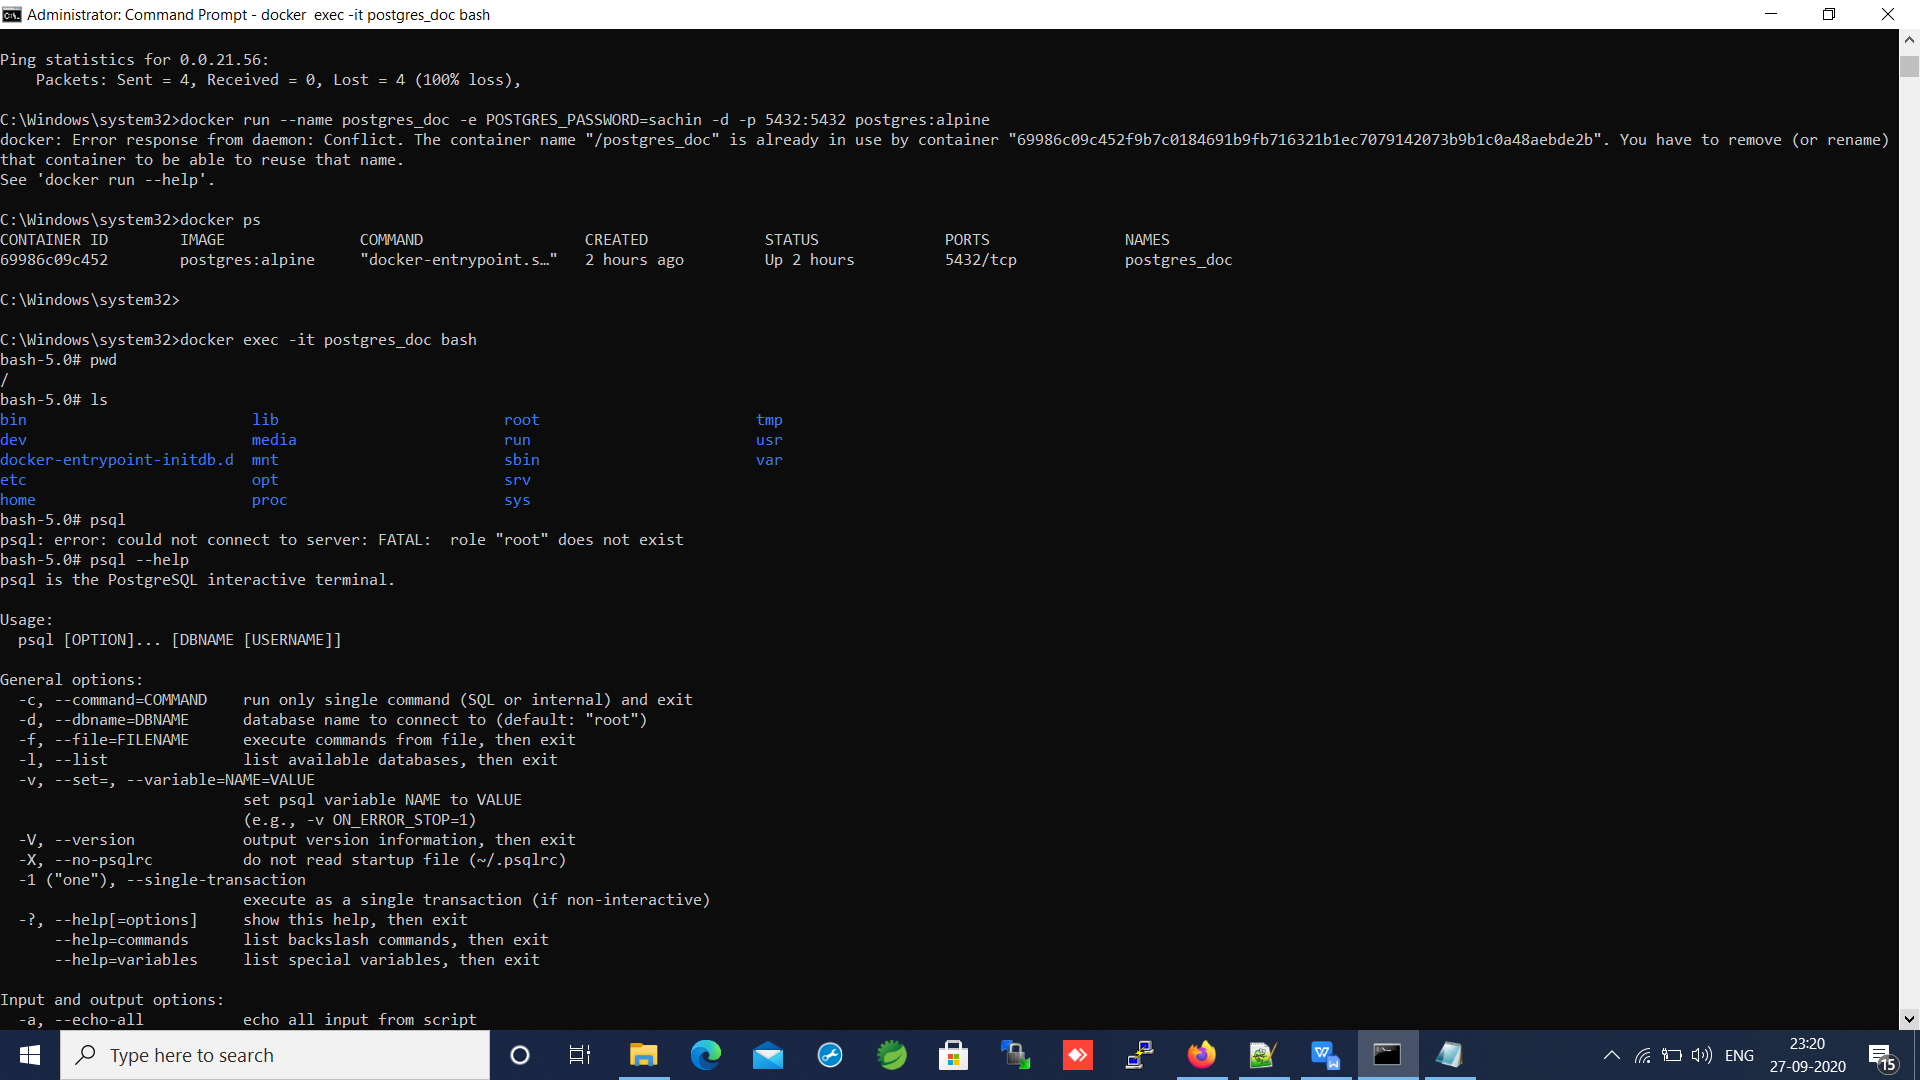 Administrator: Command Prompt - docker  exec -it postgres_doc bash
Ping statistics for 0.0.21.56:
    Packets: Sent = 4, Received = 0, Lost = 4 (100% loss),
C:\Windows\system32>docker run --name postgres_doc -e POSTGRES_PASSWORD=sachin -d -p 5432:5432 postgres:alpine
docker: Error response from daemon: Conflict. The container name "/postgres_doc" is already in use by container "69986c09c452f9b7c0184691b9fb716321b1ec7079142073b9b1c0a48aebde2b". You have to remove (or rename)
that container to be able to reuse that name.
See 'docker run --help'.
C:\Windows\system32>docker ps
CONTAINER ID        IMAGE               COMMAND                  CREATED             STATUS              PORTS               NAMES
69986c09c452        postgres:alpine     "docker-entrypoint.s…"   2 hours ago         Up 2 hours          5432/tcp            postgres_doc
C:\Windows\system32>
C:\Windows\system32>docker exec -it postgres_doc bash
bash-5.0# pwd
/
bash-5.0# ls
bin                         lib                         root                        tmp
dev                         media                       run                         usr
docker-entrypoint-initdb.d  mnt                         sbin                        var
etc                         opt                         srv
home                        proc                        sys
bash-5.0# psql
psql: error: could not connect to server: FATAL:  role "root" does not exist
bash-5.0# psql --help
psql is the PostgreSQL interactive terminal.
Usage:
  psql [OPTION]... [DBNAME [USERNAME]]
General options:
  -c, --command=COMMAND    run only single command (SQL or internal) and exit
  -d, --dbname=DBNAME      database name to connect to (default: "root")
  -f, --file=FILENAME      execute commands from file, then exit
  -l, --list               list available databases, then exit
  -v, --set=, --variable=NAME=VALUE
                           set psql variable NAME to VALUE
                           (e.g., -v ON_ERROR_STOP=1)
  -V, --version            output version information, then exit
  -X, --no-psqlrc          do not read startup file (~/.psqlrc)
  -1 ("one"), --single-transaction
                           execute as a single transaction (if non-interactive)
  -?, --help[=options]     show this help, then exit
      --help=commands      list backslash commands, then exit
      --help=variables     list special variables, then exit
Input and output options:
  -a, --echo-all           echo all input from script
Type here to search
ENG
23:20
27-09-2020
15